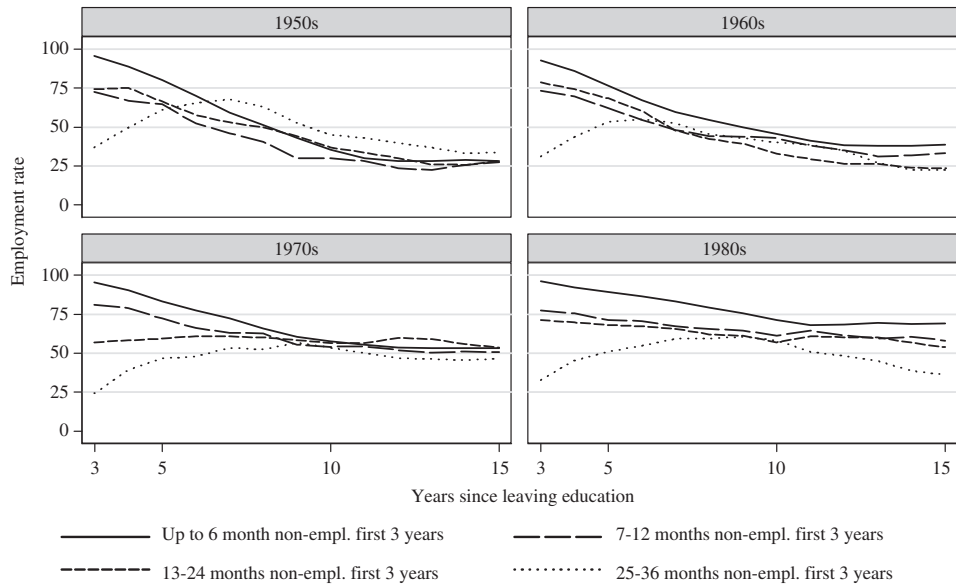 1950s
1960s
100
75
50
25
0
Employment rate
1970s
1980s
100
75
50
25
0
3 5 10 15
3 5 10 15
Years since leaving education
Up to 6 month non-empl. first 3 years
7-12 months non-empl. first 3 years
13-24 months non-empl. first 3 years
25-36 months non-empl. first 3 years